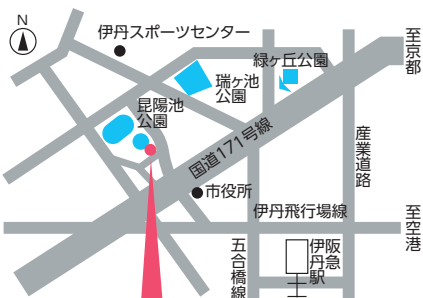 N
伊丹スポーツセンター
至京都
緑ヶ丘公園
瑞ヶ池
公園
昆陽池
公園
国道171号線
産業道路
市役所
伊丹飛行場線
至空港
五合橋線
阪急
伊丹駅